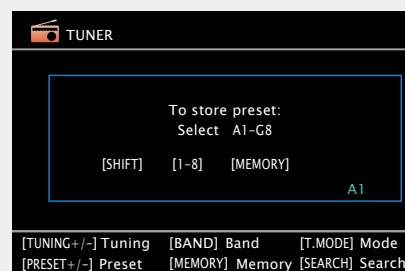 TUNER
To store preset:
Select A1-G8
[SHIFT] [1-8] [MEMORY]
A1
[TUNING+/-] Tuning [BAND] Band [T.MODE] Mode
[PRESET+/-] Preset [MEMORY] Memory [SEARCH] Search